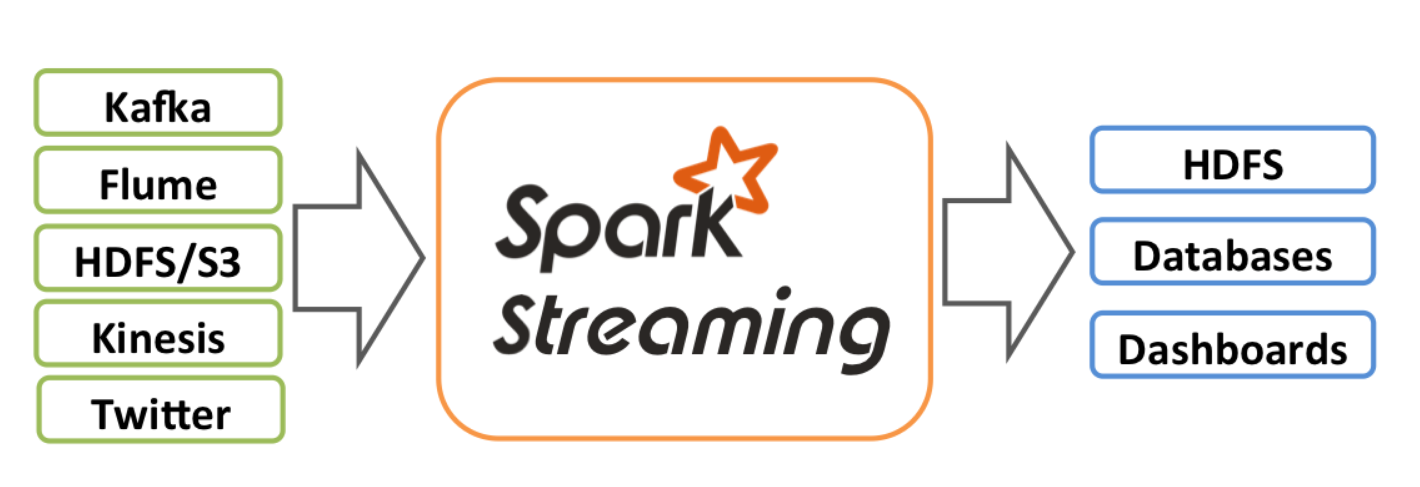 Kafka
Flume
HDFS/S3
Kinesis
Twitter
Spark
Streaming
HDFS
Databases
Dashboards